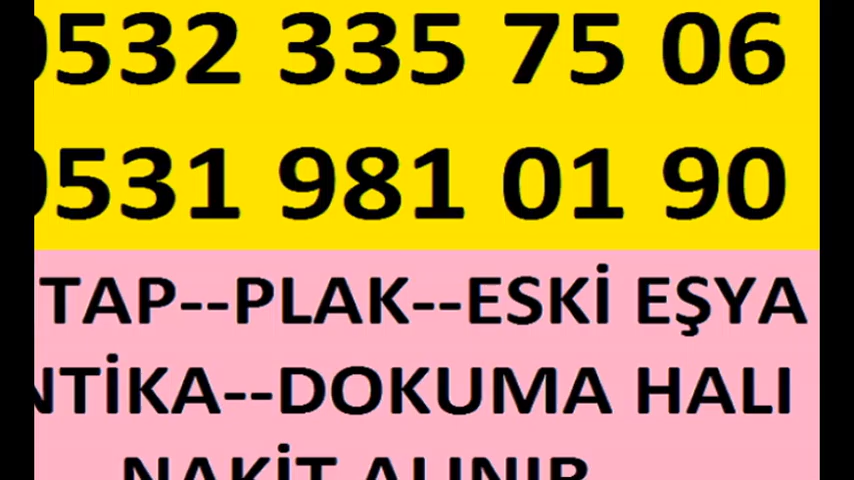 0532 335 75 06
0531 981 01 90
TAP--PLAK--ESKİ EŞYA
NTİKA--DOKUMA HALI
NAKİT ALINIR